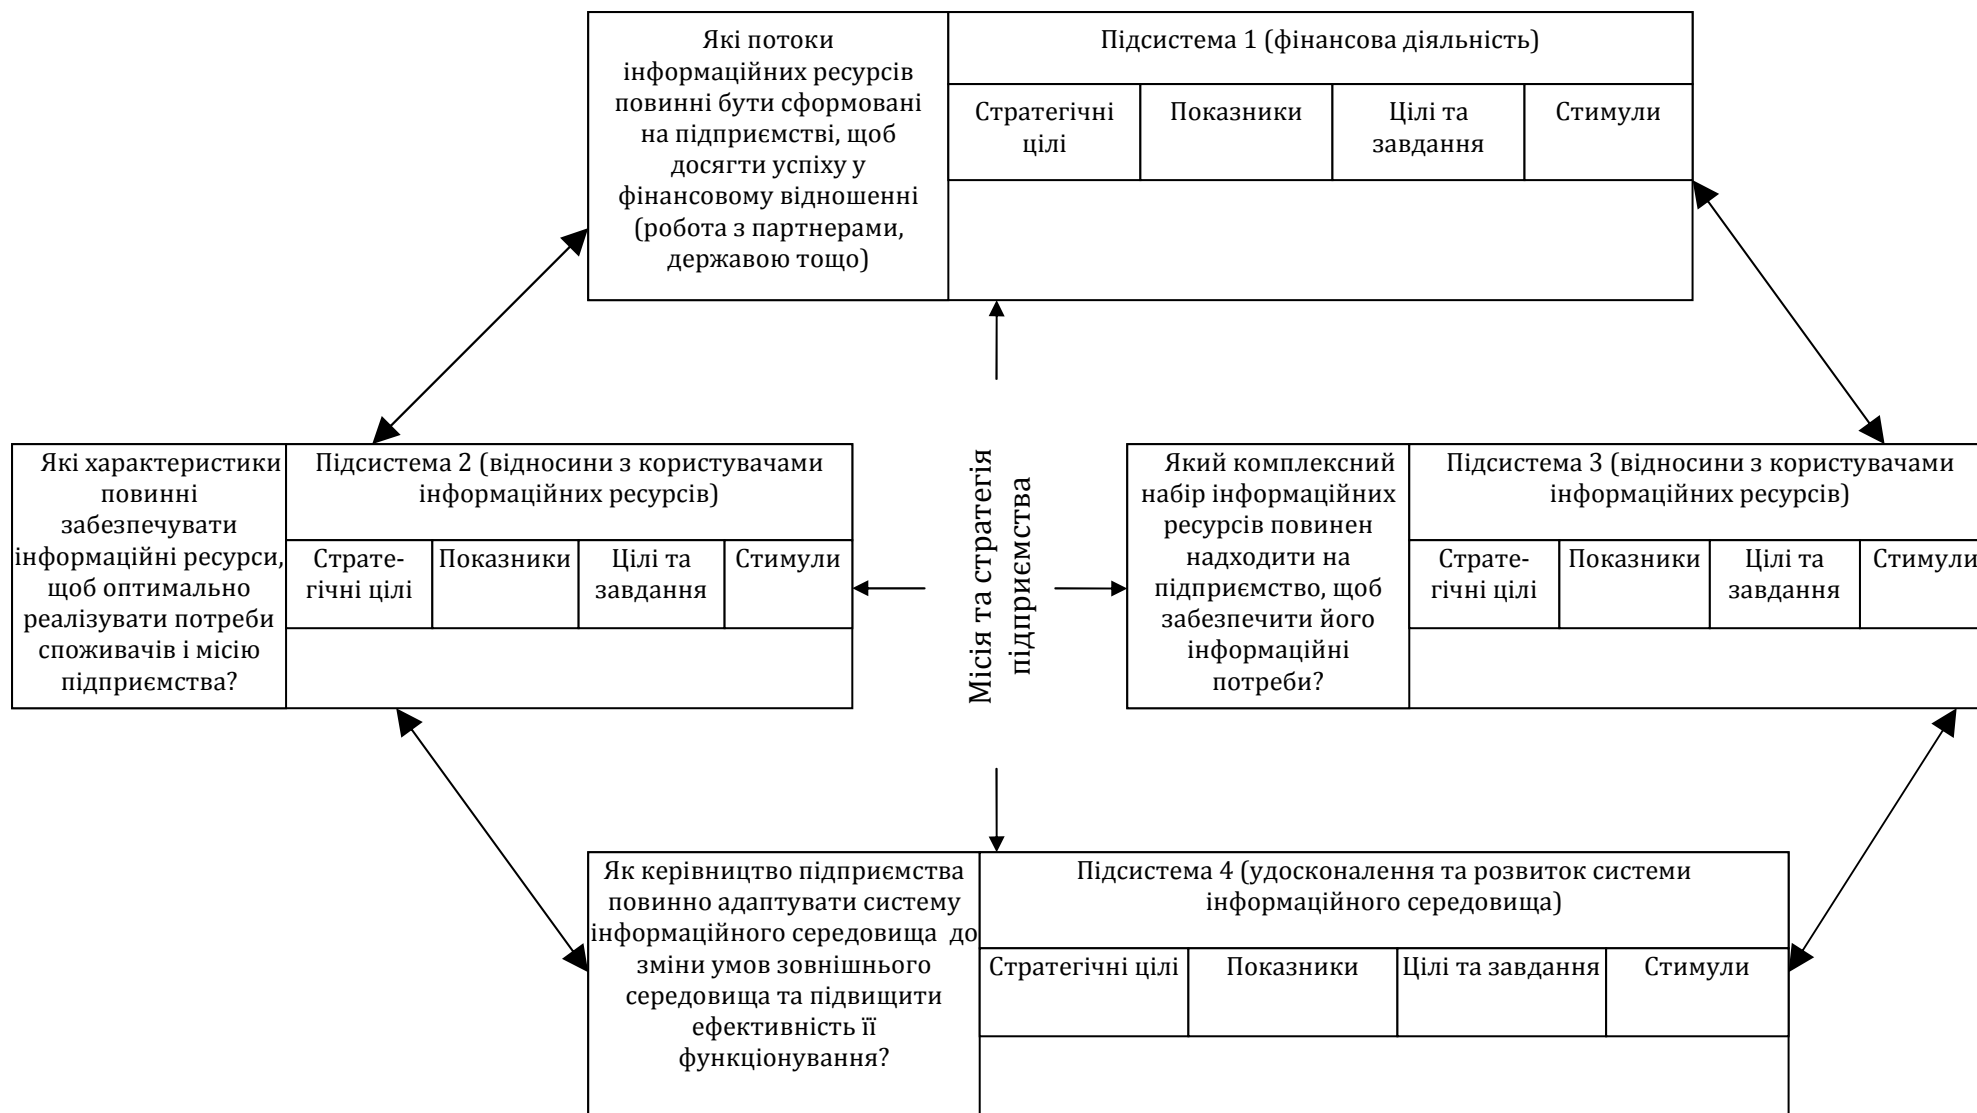 Які потоки
інформаційних ресурсів
повинні бути сформовані
на підприємстві, щоб
досягти успіху у
фінансовому відношенні
(робота з партнерами,
державою тощо)
Підсистема 1 (фінансова діяльність)
Стратегічні
цілі
Показники
Цілі та
завдання
Стимули
Які характеристики
повинні
забезпечувати
інформаційні ресурси,
щоб оптимально
реалізувати потреби
споживачів і місію
підприємства?
Підсистема 2 (відносини з користувачами
інформаційних ресурсів)
Страте-
гічні цілі
Показники
Цілі та
завдання
Стимули
Місія та стратегія
підприємства
Який комплексний
набір інформаційних
ресурсів повинен
надходити на
підприємство, щоб
забезпечити його
інформаційні
потреби?
Підсистема 3 (відносини з користувачами
інформаційних ресурсів)
Страте-
гічні цілі
Показники
Цілі та
завдання
Стимули
Як керівництво підприємства
повинно адаптувати систему
інформаційного середовища до
зміни умов зовнішнього
середовища та підвищити
ефективність її
функціонування?
Підсистема 4 (удосконалення та розвиток системи
інформаційного середовища)
Стратегічні цілі
Показники
Цілі та завдання
Стимули